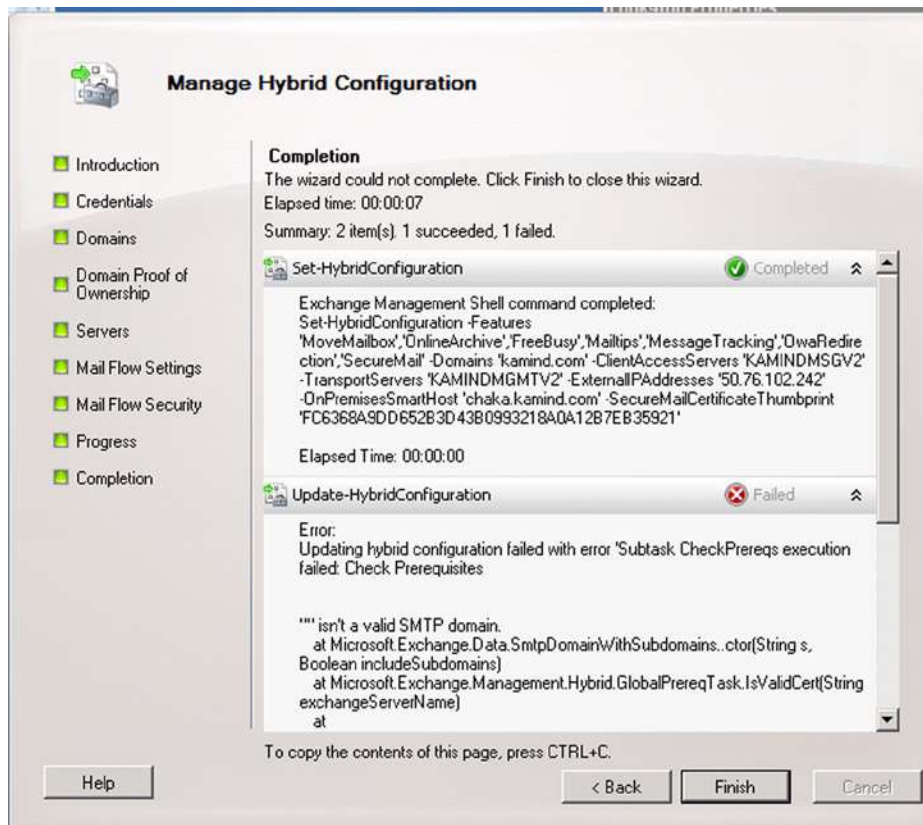 Manage Hybrid Configuration
Introduction
Credentials
Domains
Domain Proof of
Ownership
Servers
Mail Flow Settings
Mail Flow Security
Progress
Completion
Completion
The wizard could not complete. Click Finish to close this wizard.
Elapsed time: 00:00:07
Summary: 2 item(s). 1 succeeded, 1 failed.
Set-HybridConfiguration
Completed
Exchange Management Shell command completed:
Set-HybridConfiguration -Features
'MoveMailbox','OnlineArchive','FreeBusy','Mailtips','MessageTracking','OwaRedire
ction','SecureMail' -Domains 'kamind.com' -ClientAccessServers 'KAMINDMSGV2'
-TransportServers 'KAMINDMGMTV2' -ExternalIPAddresses '50.76.102.242'
-OnPremisesSmartHost 'chaka.kamind.com' -SecureMailCertificateThumbprint
'FC6368A9DD652B3D43B0993218A0A12B7EB35921'
Elapsed Time: 00:00:00
Update-HybridConfiguration
Failed
Error:
Updating hybrid configuration failed with error 'Subtask CheckPrereqs execution
failed: Check Prerequisites
"" isn't a valid SMTP domain.
at Microsoft.Exchange.Data.SmtpDomainWithSubdomains..ctor(String s,
Boolean includeSubdomains)
at Microsoft.Exchange.Management.Hybrid.GlobalPrereqTask.IsValidCert(String
exchangeServerName)
at
To copy the contents of this page, press CTRL+C.
Help
< Back
Finish
Cancel